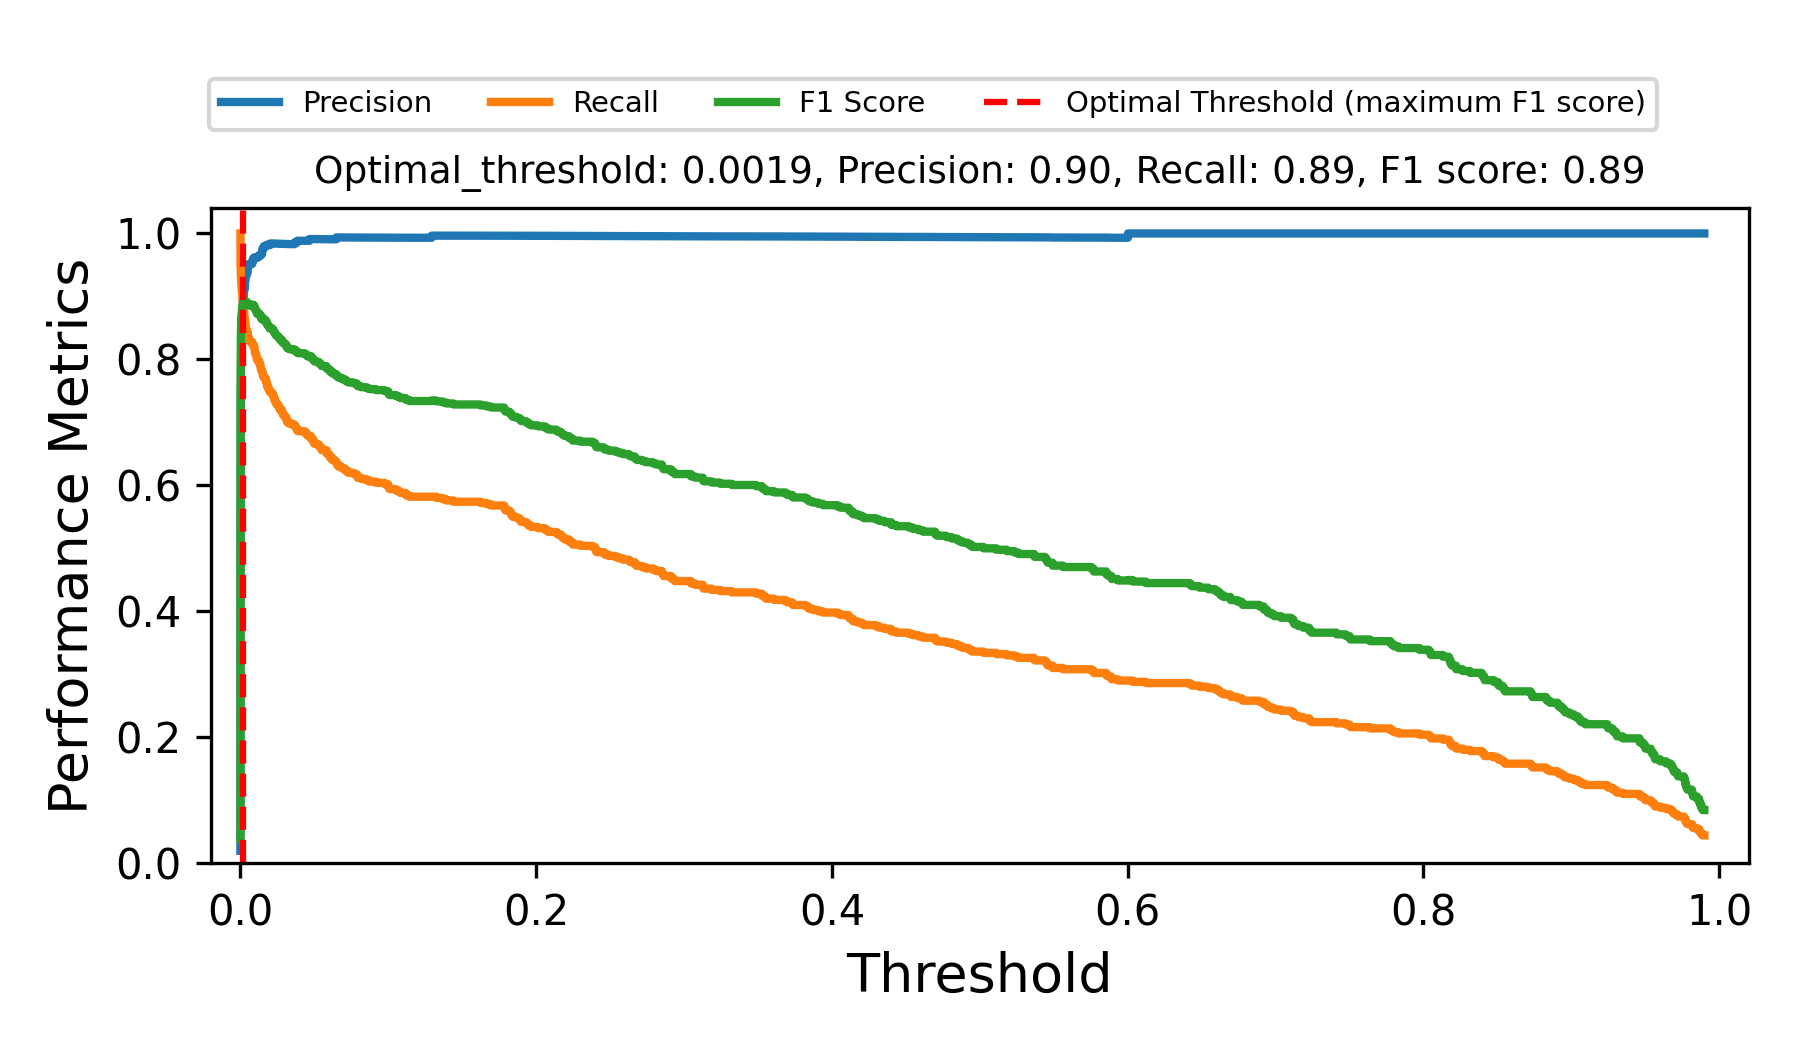 Precision Recall F1 Score Optimal Threshold (maximum F1 score)
Optimal_threshold: 0.0019, Precision: 0.90, Recall: 0.89, F1 score: 0.89
Performance Metrics
1.0
0.8
0.6
0.4
0.2
0.0
0.0 0.2 0.4 0.6 0.8 1.0
Threshold